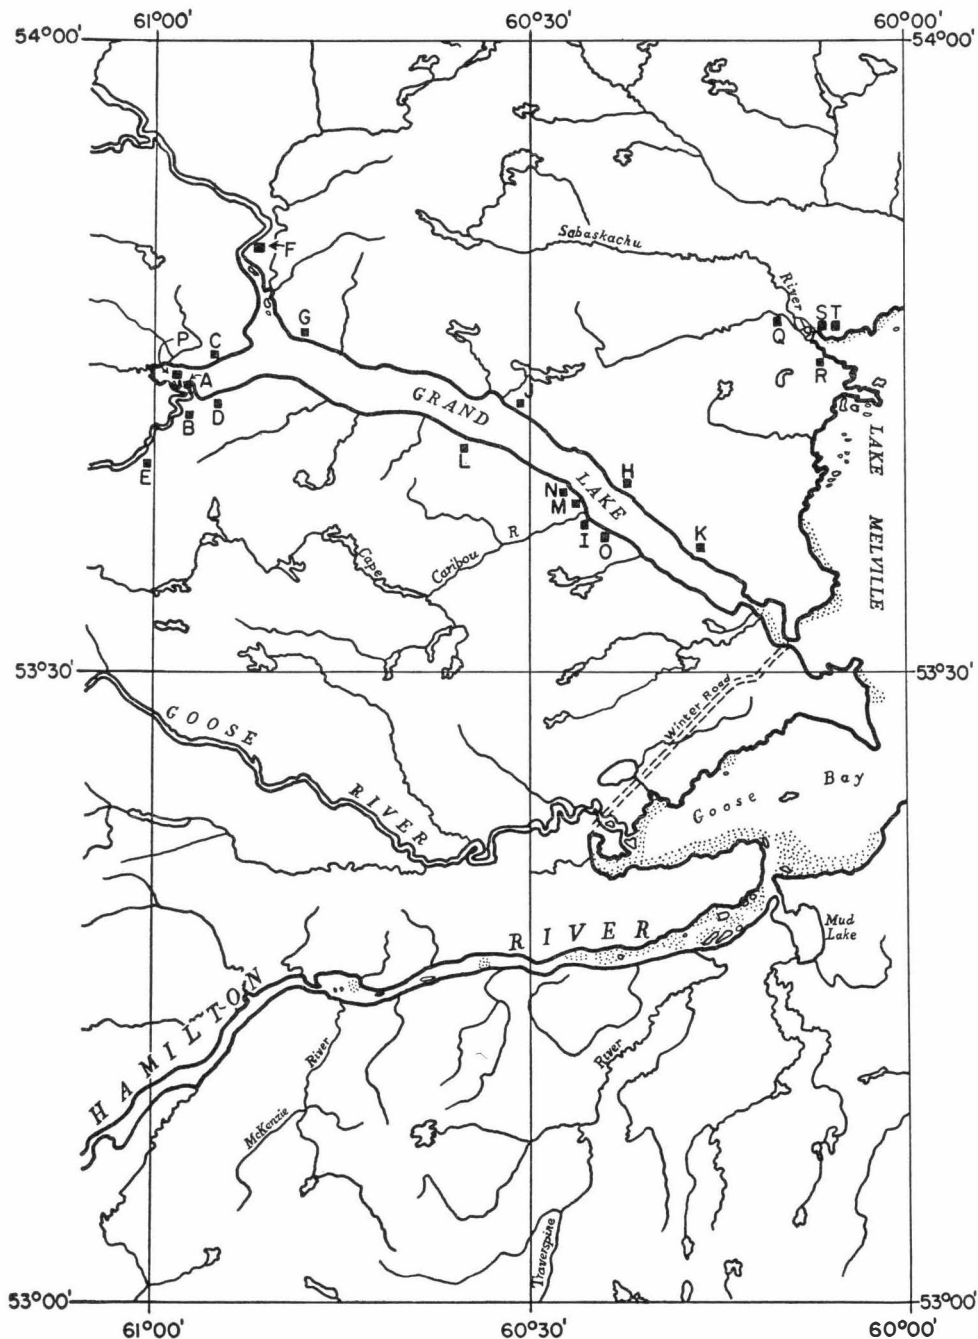 61°00' 60°30' 60°00'
54°00' 54°00'
Sabaskachu
River
F
G
S T
Q
R
P
C
A
B
D
E
J
GRAND
LAKE
L
H
N
M
I
O
K
LAKE
MELVILLE
Cape
Caribou R
53°30' 53°30'
Winter Road
GOOSE
RIVER
Goose Bay
Mud
Lake
HAMILTON
RIVER
McKenzie River
Traverspine River
53°00' 53°00'
61°00' 60°30' 60°00'